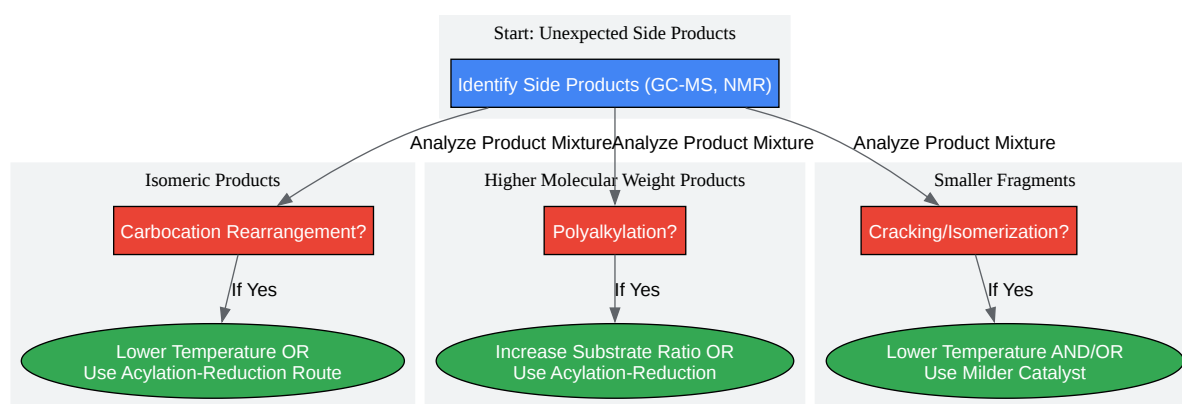 Start: Unexpected Side Products
Identify Side Products (GC-MS, NMR)
Analyze Product Mixture
Analyze Product Mixture
Analyze Product Mixture
Isomeric Products
Higher Molecular Weight Products
Smaller Fragments
Carbocation Rearrangement?
Polyalkylation?
Cracking/Isomerization?
If Yes
If Yes
If Yes
Lower Temperature OR
Use Acylation-Reduction Route
Increase Substrate Ratio OR
Use Acylation-Reduction
Lower Temperature AND/OR
Use Milder Catalyst